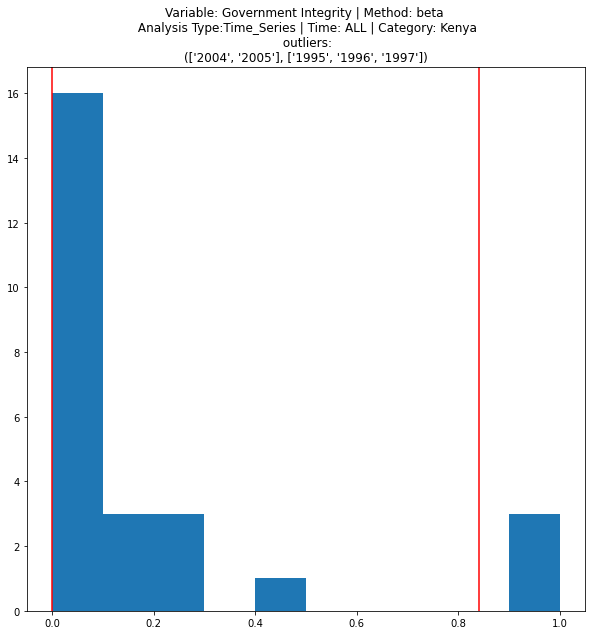 Variable: Government Integrity | Method: beta
Analysis Type:Time_Series | Time: ALL | Category: Kenya
outliers:
(['2004', '2005'], ['1995', '1996', '1997'])
16
14
12
10
8
6
4
2
0
0.0 0.2 0.4 0.6 0.8 1.0